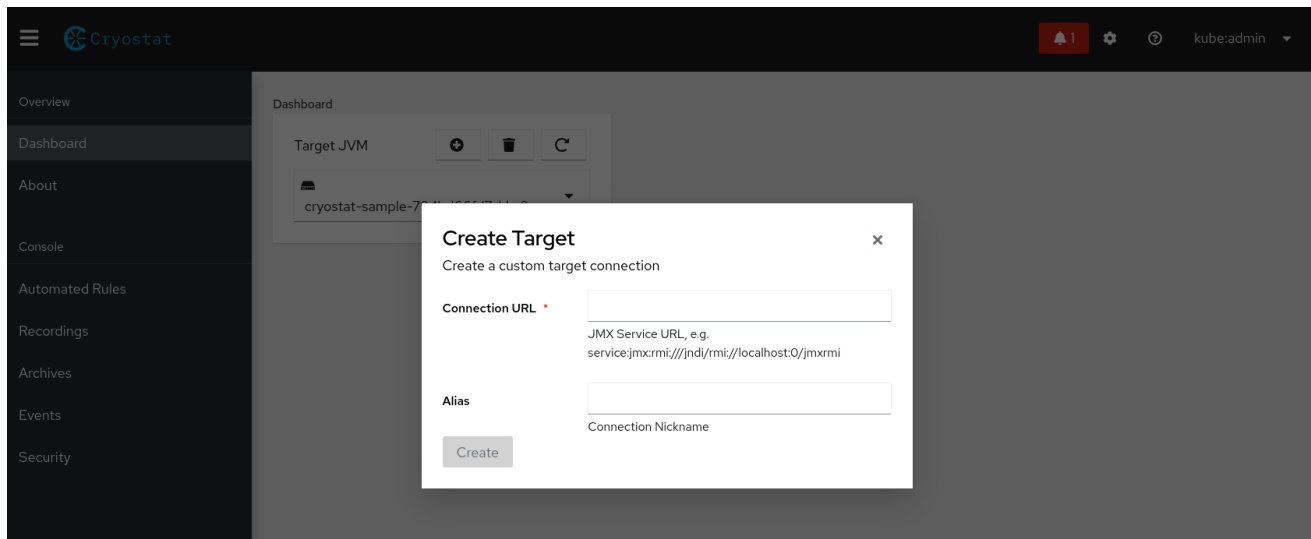 Cryostat
1
kube:admin
Overview
Dashboard
About
Console
Automated Rules
Recordings
Archives
Events
Security
Dashboard
Target JVM
Create Target
Create a custom target connection
Connection URL *
JMX Service URL, e.g.
service:jmx:rmi:///jndi/rmi://localhost:0/jmxrmi
Alias
Connection Nickname
Create